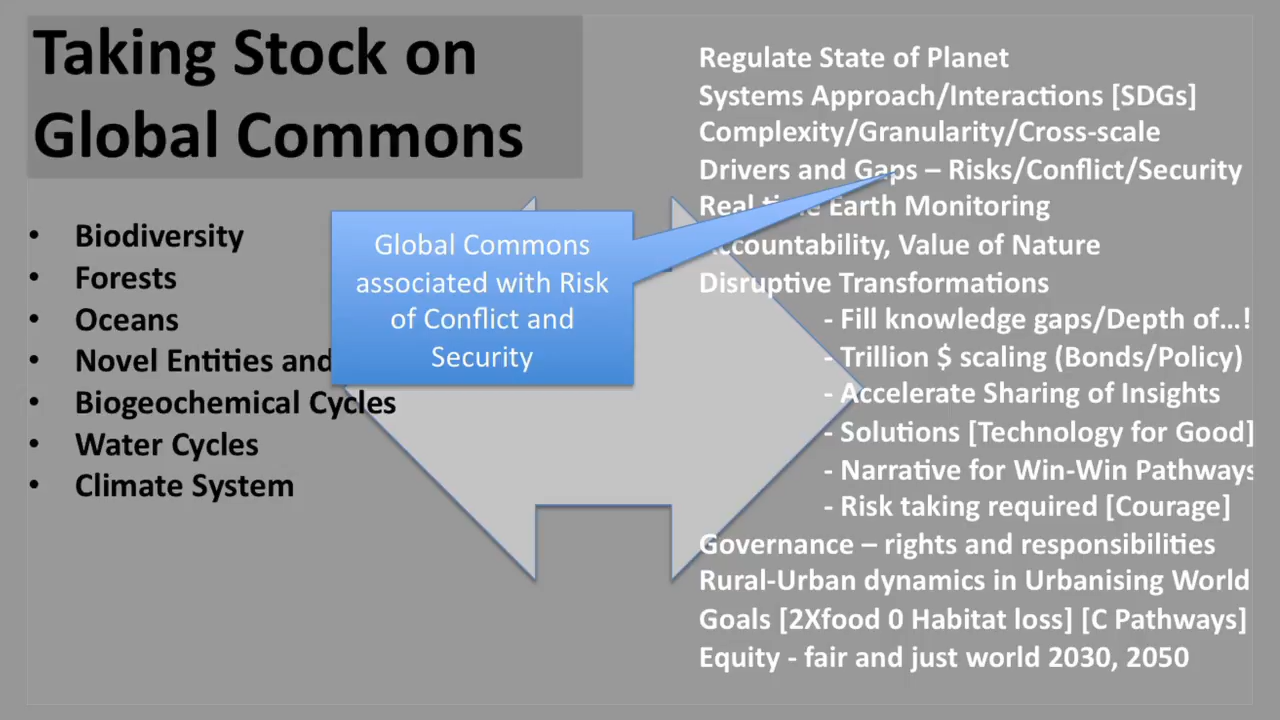 Taking Stock on
Global Commons
• Biodiversity
• Forests
• Oceans
• Novel Entities and
• Biogeochemical Cycles
• Water Cycles
• Climate System
Global Commons
associated with Risk
of Conflict and
Security
Regulate State of Planet
Systems Approach/Interactions [SDGs]
Complexity/Granularity/Cross-scale
Drivers and Gaps – Risks/Conflict/Security
Real time Earth Monitoring
Accountability, Value of Nature
Disruptive Transformations
- Fill knowledge gaps/Depth of…!
- Trillion $ scaling (Bonds/Policy)
- Accelerate Sharing of Insights
- Solutions [Technology for Good]
- Narrative for Win-Win Pathways
- Risk taking required [Courage]
Governance – rights and responsibilities
Rural-Urban dynamics in Urbanising World
Goals [2Xfood 0 Habitat loss] [C Pathways]
Equity - fair and just world 2030, 2050